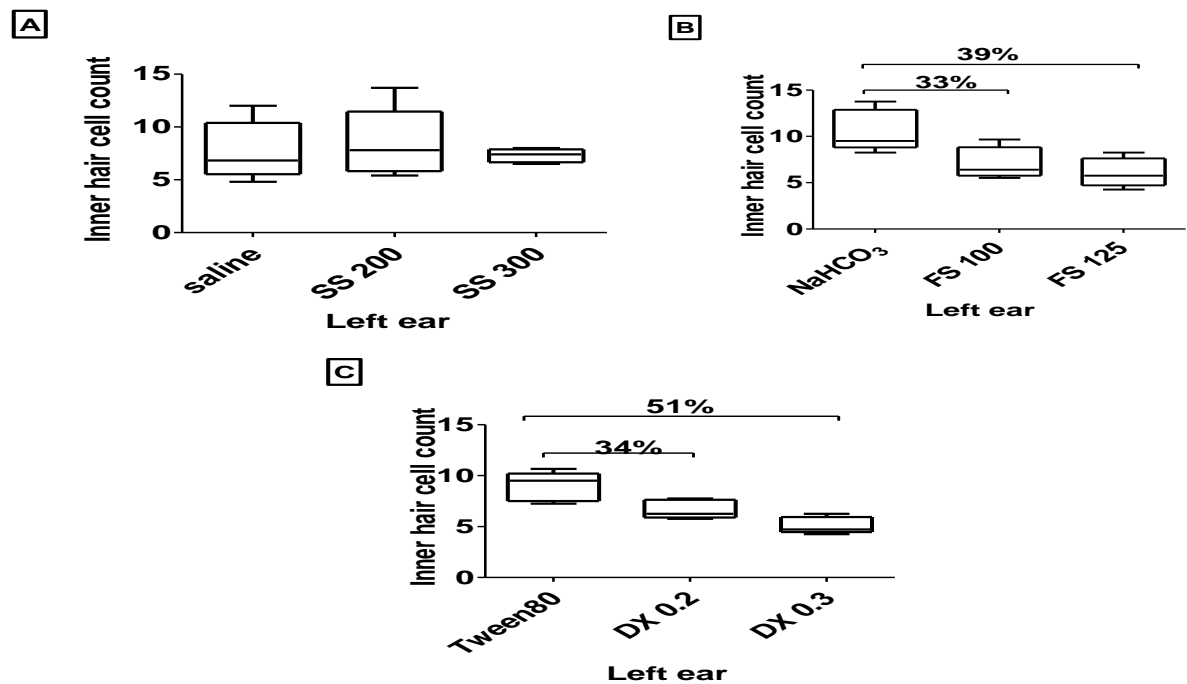 A
Inner hair cell count
15
10
5
0
saline
SS 200
SS 300
Left ear
B
Inner hair cell count
39%
33%
15
10
5
0
NaHCO₃
FS 100
FS 125
Left ear
C
Inner hair cell count
51%
34%
15
10
5
0
Tween80
DX 0.2
DX 0.3
Left ear